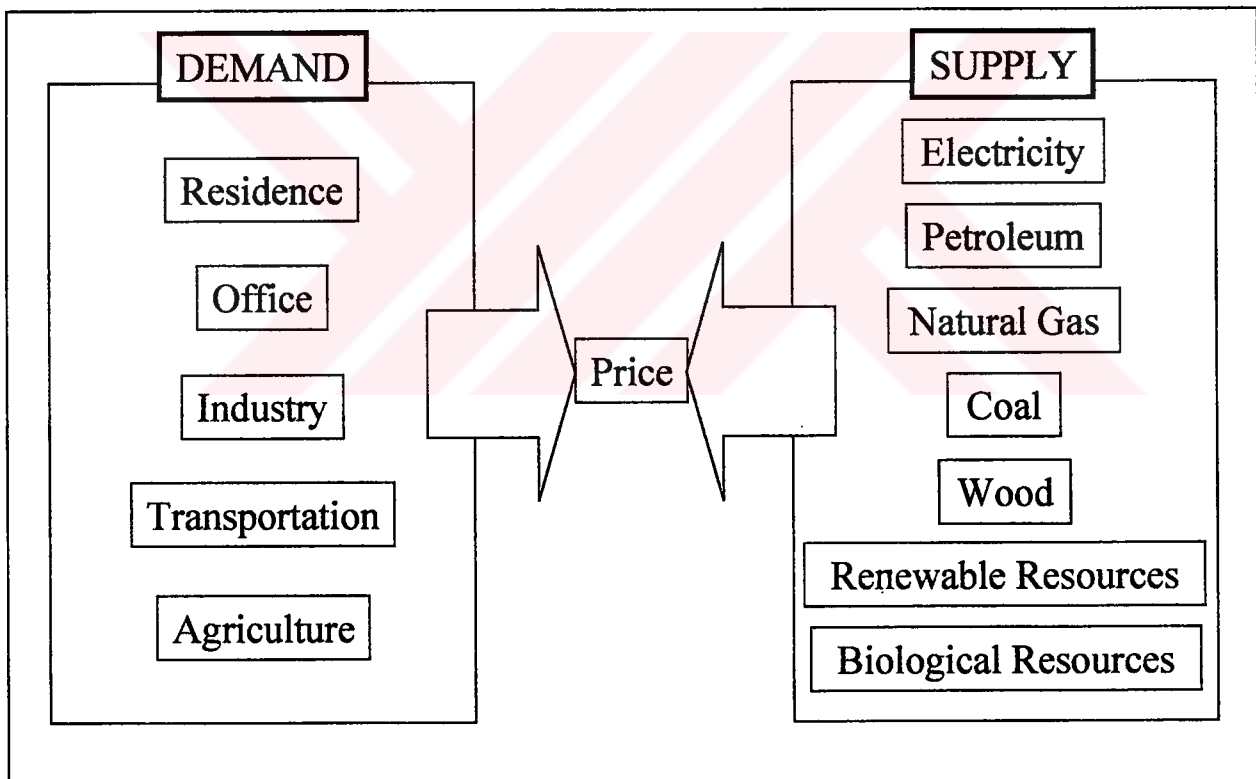 DEMAND
Residence
Office
Industry
Transportation
Agriculture
Price
SUPPLY
Electricity
Petroleum
Natural Gas
Coal
Wood
Renewable Resources
Biological Resources